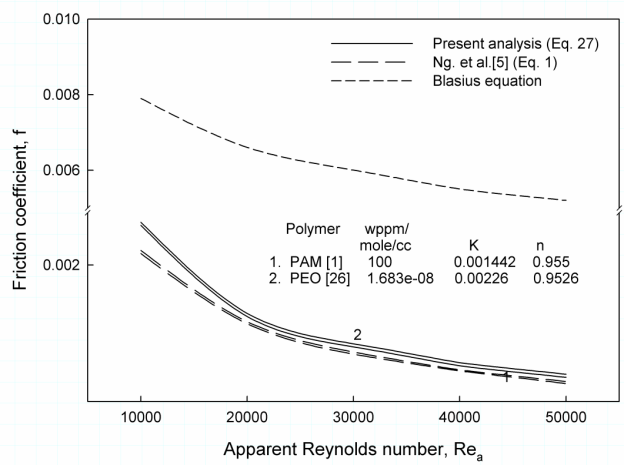 0.010
Present analysis (Eq. 27)
Ng. et al.[5] (Eq. 1)
Blasius equation
0.008
0.006
Friction coefficient, f
Polymer wppm/ mole/cc K n
1. PAM [1] 100 0.001442 0.955
2. PEO [26] 1.683e-08 0.00226 0.9526
0.002
2
1
10000 20000 30000 40000 50000
Apparent Reynolds number, Reₐ